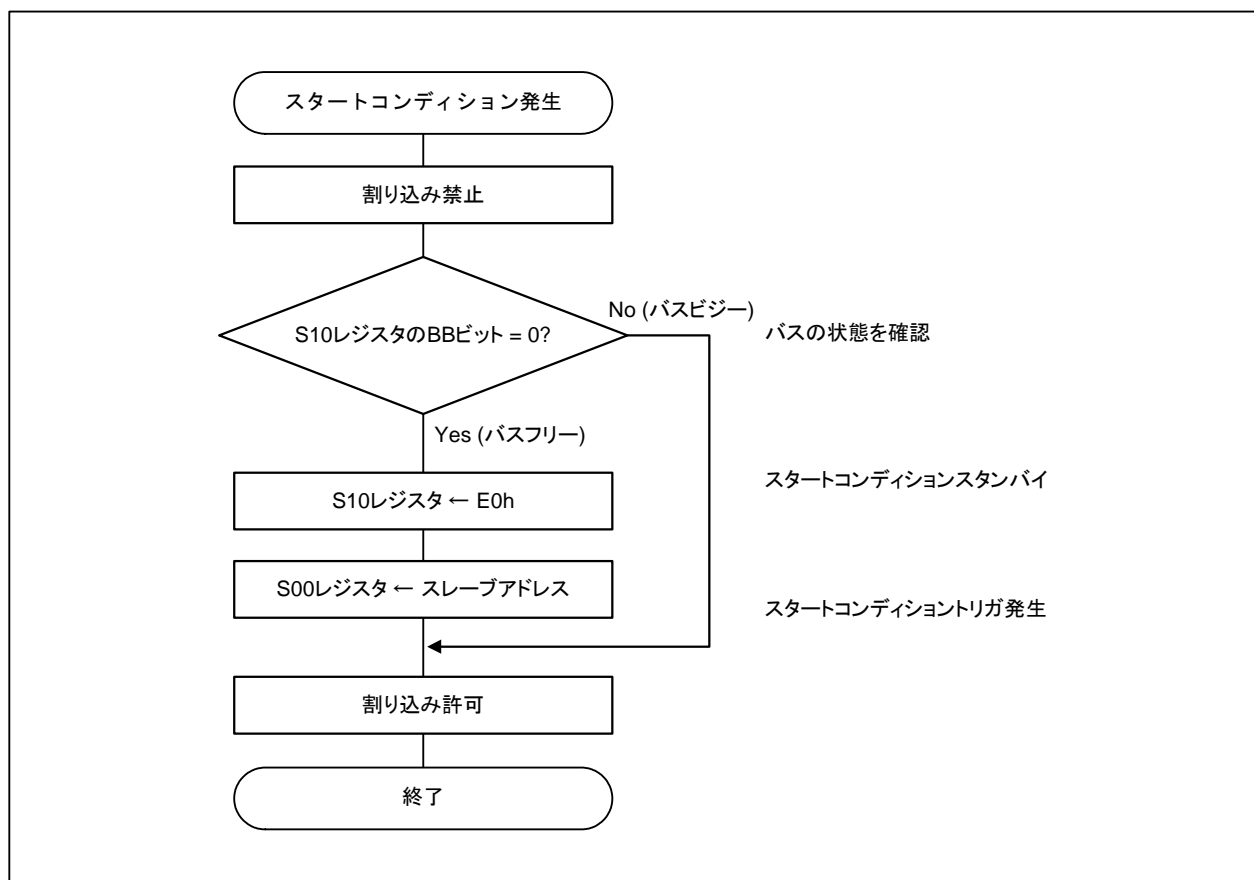 スタートコンディション発生
割り込み禁止
No (バスビジー)
S10レジスタのBBビット = 0?
バスの状態を確認
Yes (バスフリー)
スタートコンディションスタンバイ
S10レジスタ ← E0h
S00レジスタ ← スレーブアドレス
スタートコンディショントリガ発生
割り込み許可
終了